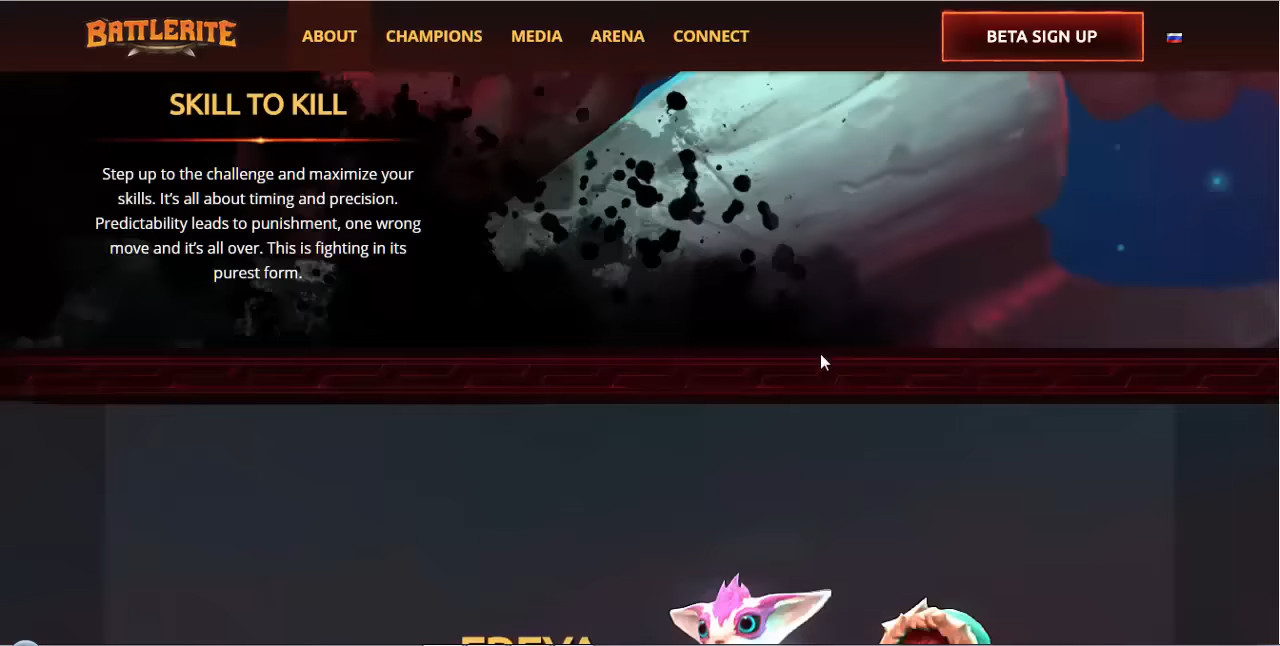 BATTLERITE
ABOUT
CHAMPIONS
MEDIA
ARENA
CONNECT
BETA SIGN UP
SKILL TO KILL
Step up to the challenge and maximize your
skills. It’s all about timing and precision.
Predictability leads to punishment, one wrong
move and it’s all over. This is fighting in its
purest form.
FREYA